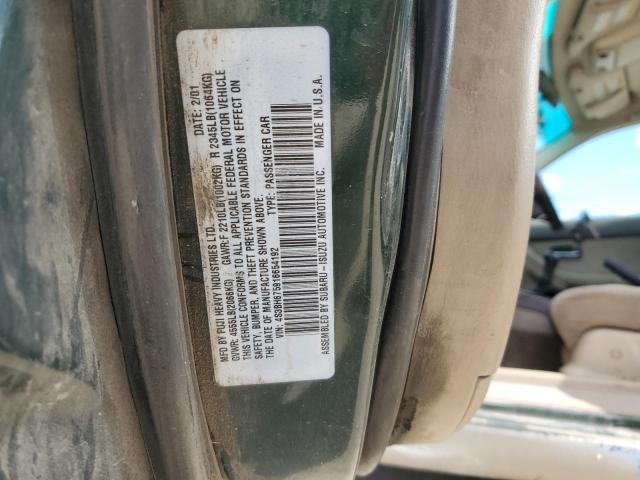 MFD BY FUJI HEAVY INDUSTRIES LTD. DATE: 2/01
GVWR: 4555LB(2066KG) GAWR:F 2210LB(1002KG) R 2345LB(1064KG)
THIS VEHICLE CONFORMS TO ALL APPLICABLE FEDERAL MOTOR VEHICLE
SAFETY, BUMPER, AND THEFT PREVENTION STANDARDS IN EFFECT ON
THE DATE OF MANUFACTURE SHOWN ABOVE.
VIN: 4S3BH675916654192 TYPE: PASSENGER CAR
ASSEMBLED BY SUBARU-ISUZU AUTOMOTIVE INC. MADE IN U.S.A.